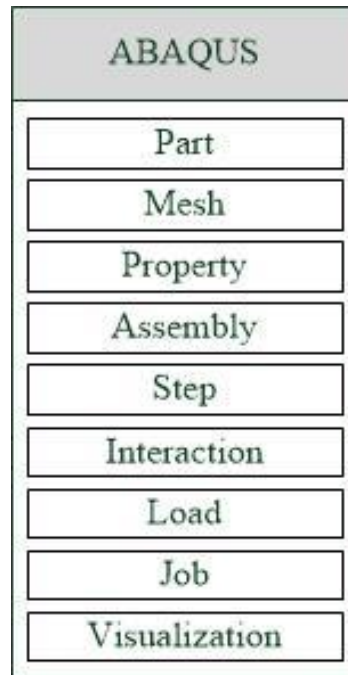 ABAQUS
Part
Mesh
Property
Assembly
Step
Interaction
Load
Job
Visualization